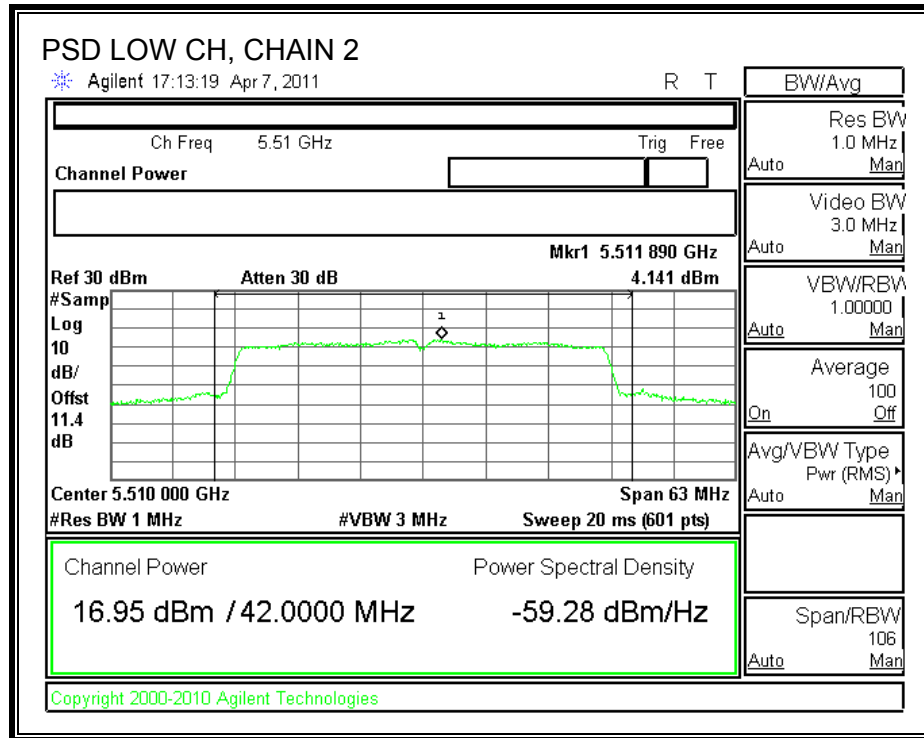 PSD LOW CH, CHAIN 2
Agilent 17:13:19 Apr 7, 2011 R T
Ch Freq 5.51 GHz Trig Free
Channel Power
Mkr1 5.511 890 GHz
Ref 30 dBm Atten 30 dB 4.141 dBm
#Samp
Log
10
dB/
Offst
11.4
dB
1
Center 5.510 000 GHz Span 63 MHz
#Res BW 1 MHz #VBW 3 MHz Sweep 20 ms (601 pts)
Channel Power Power Spectral Density
16.95 dBm / 42.0000 MHz -59.28 dBm/Hz
Copyright 2000-2010 Agilent Technologies
BW/Avg
Res BW
1.0 MHz
Auto Man
Video BW
3.0 MHz
Auto Man
VBW/RBW
1.00000
Auto Man
Average
100
On Off
Avg/VBW Type
Pwr (RMS)
Auto Man
Span/RBW
106
Auto Man